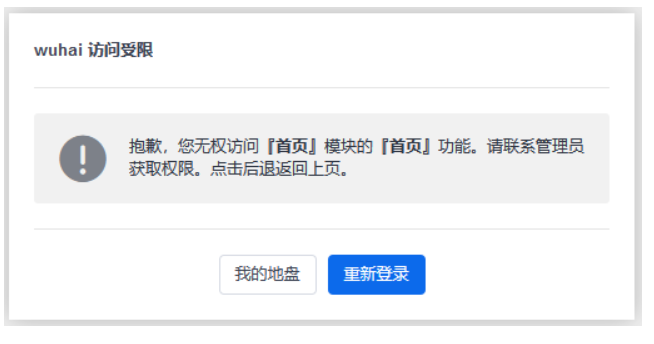 wuhai 访问受限
抱歉，您无权访问『首页』模块的『首页』功能。请联系管理员
获取权限。点击后退返回上页。
我的地盘
重新登录